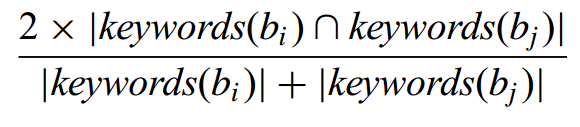 2 × |keywords(b_i) ∩ keywords(b_j)|
|keywords(b_i)| + |keywords(b_j)|